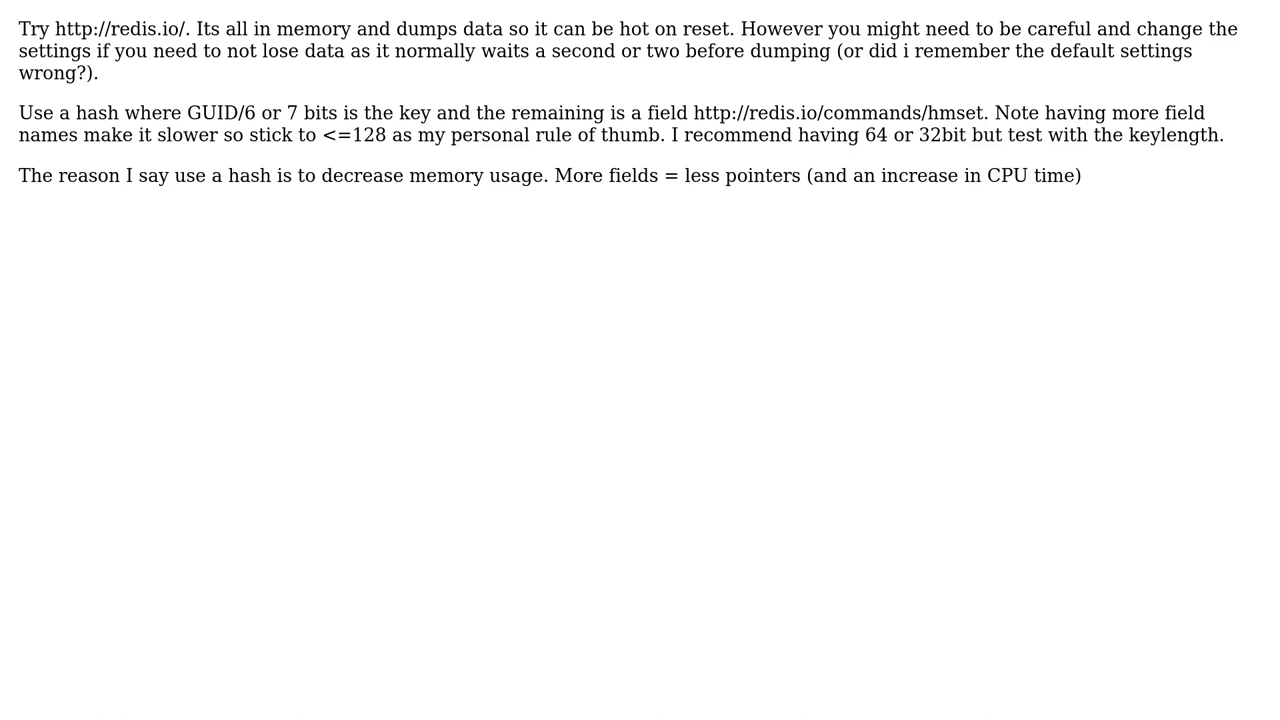 Try http://redis.io/. Its all in memory and dumps data so it can be hot on reset. However you might need to be careful and change the
settings if you need to not lose data as it normally waits a second or two before dumping (or did i remember the default settings
wrong?).
Use a hash where GUID/6 or 7 bits is the key and the remaining is a field http://redis.io/commands/hmset. Note having more field
names make it slower so stick to <=128 as my personal rule of thumb. I recommend having 64 or 32bit but test with the keylength.
The reason I say use a hash is to decrease memory usage. More fields = less pointers (and an increase in CPU time)